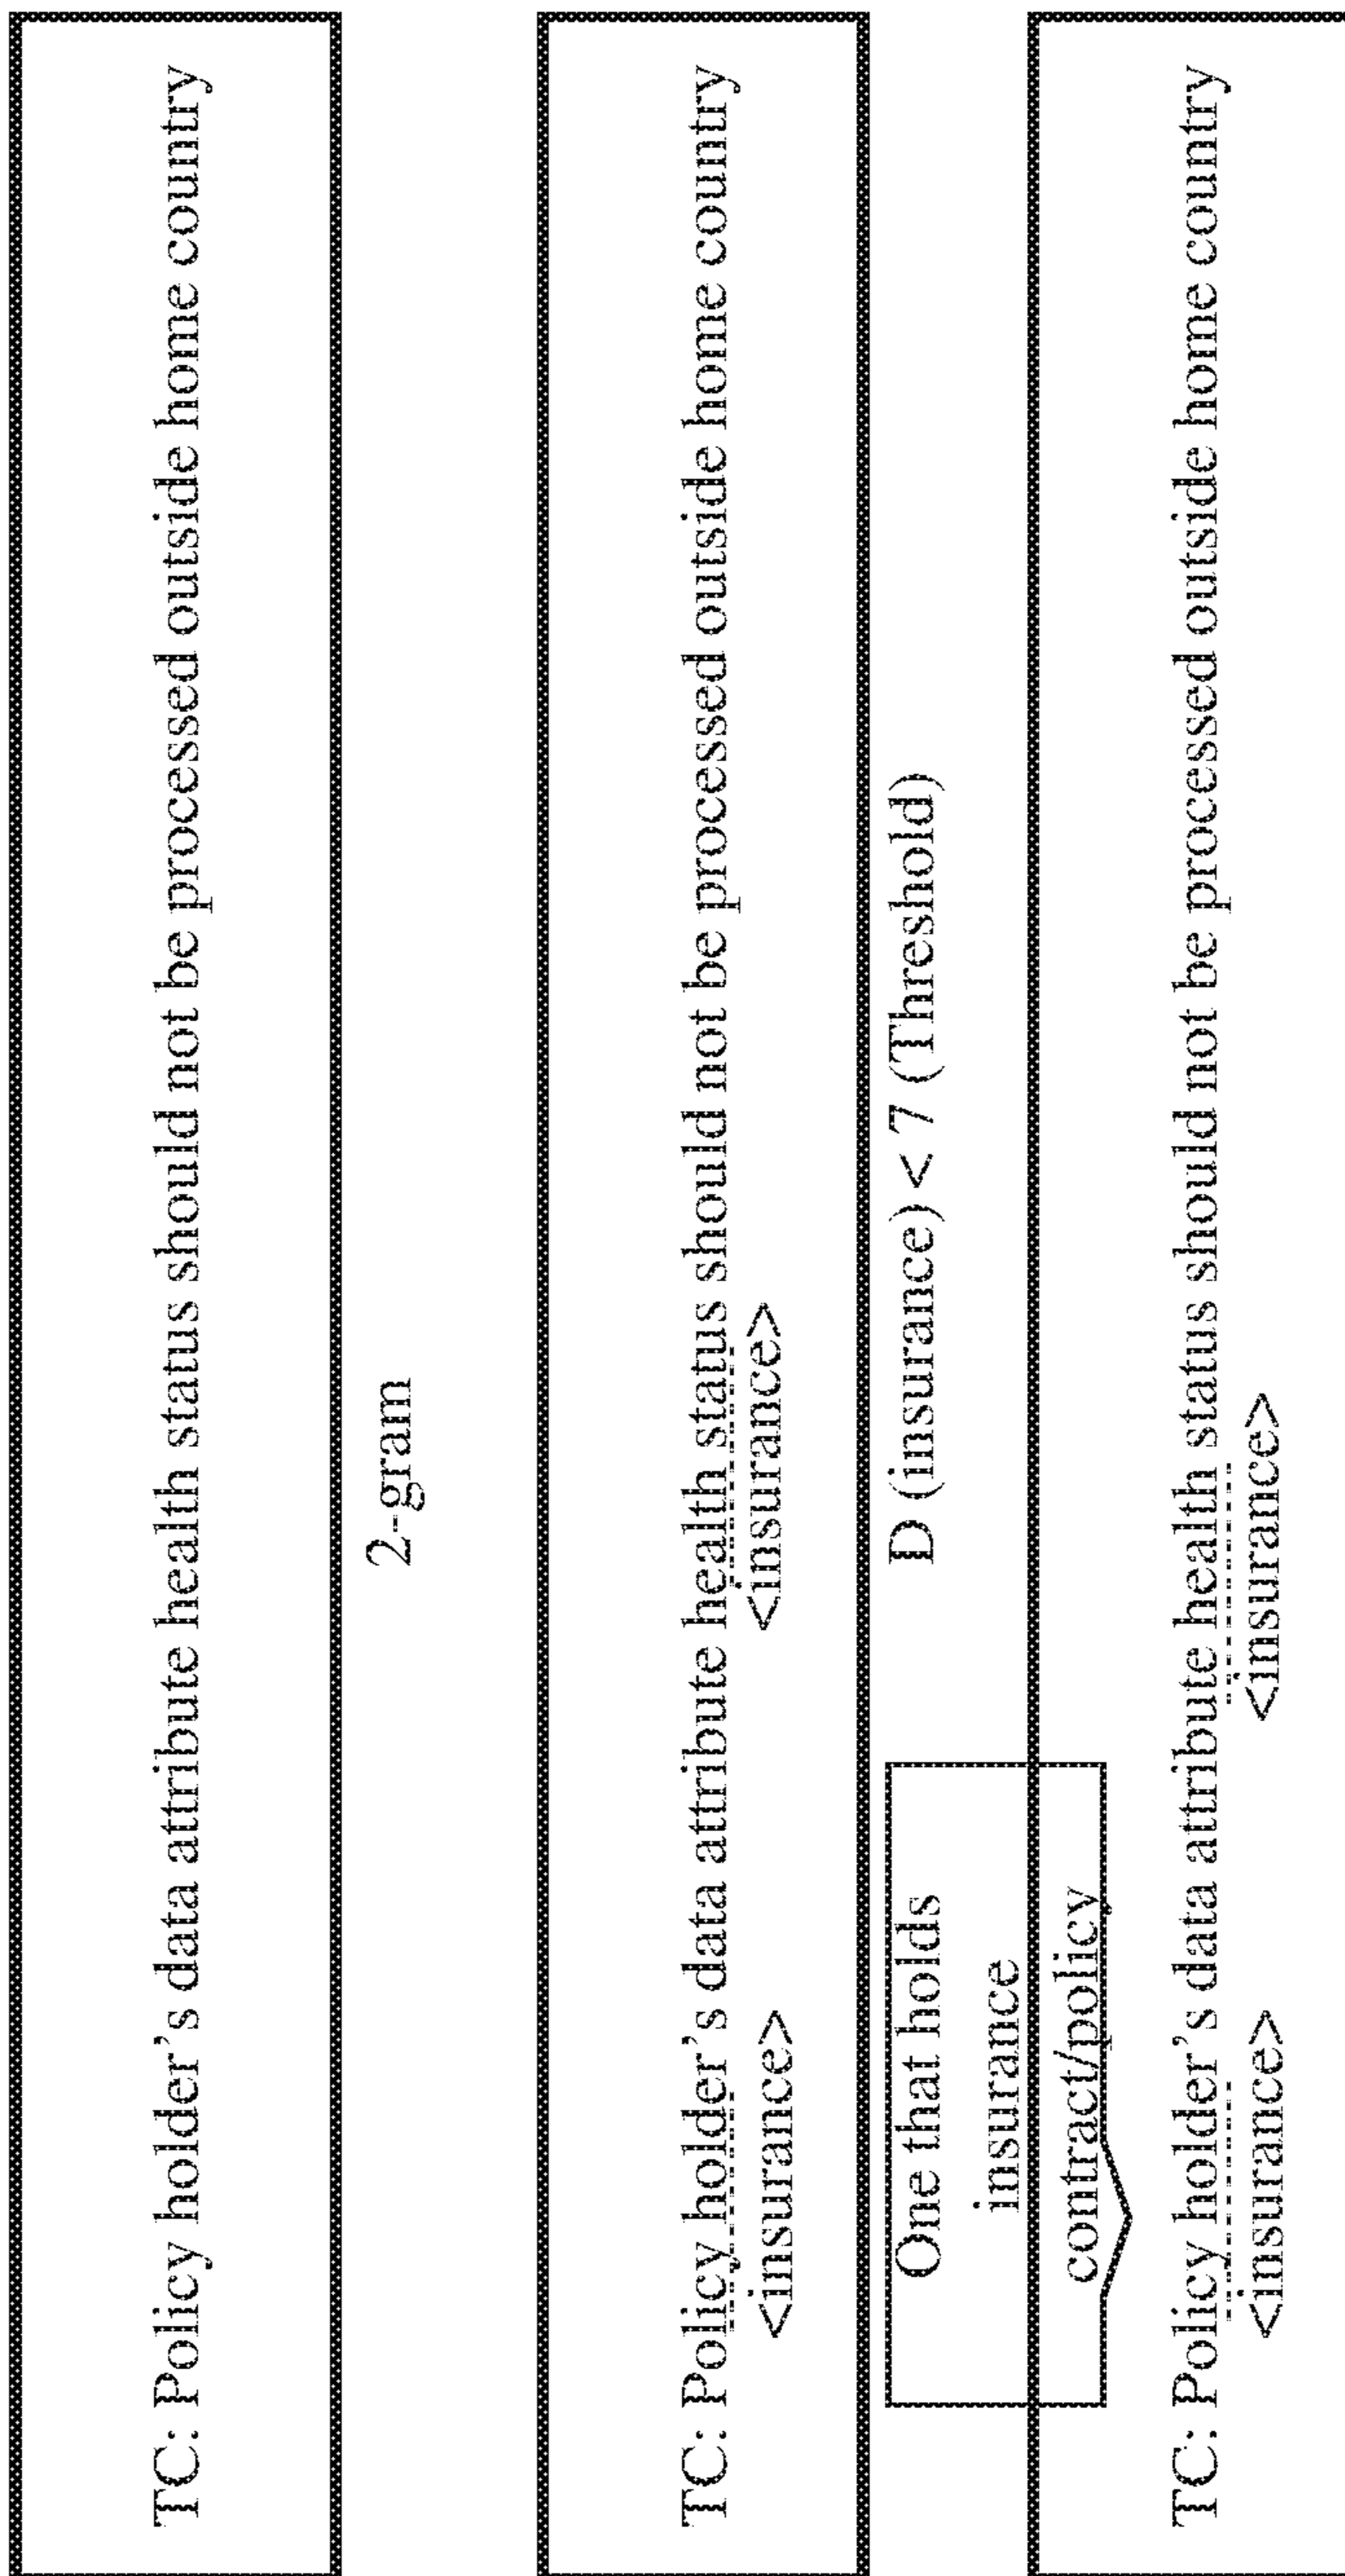 TC: Policy holder's data attribute health status should not be processed outside home country
2-gram
TC: Policy holder's data attribute health status should not be processed outside home country
<insurance> <insurance>
D (insurance) < 7 (Threshold)
One that holds
insurance
contract/policy
TC: Policy holder's data attribute health status should not be processed outside home country
<insurance> <insurance>